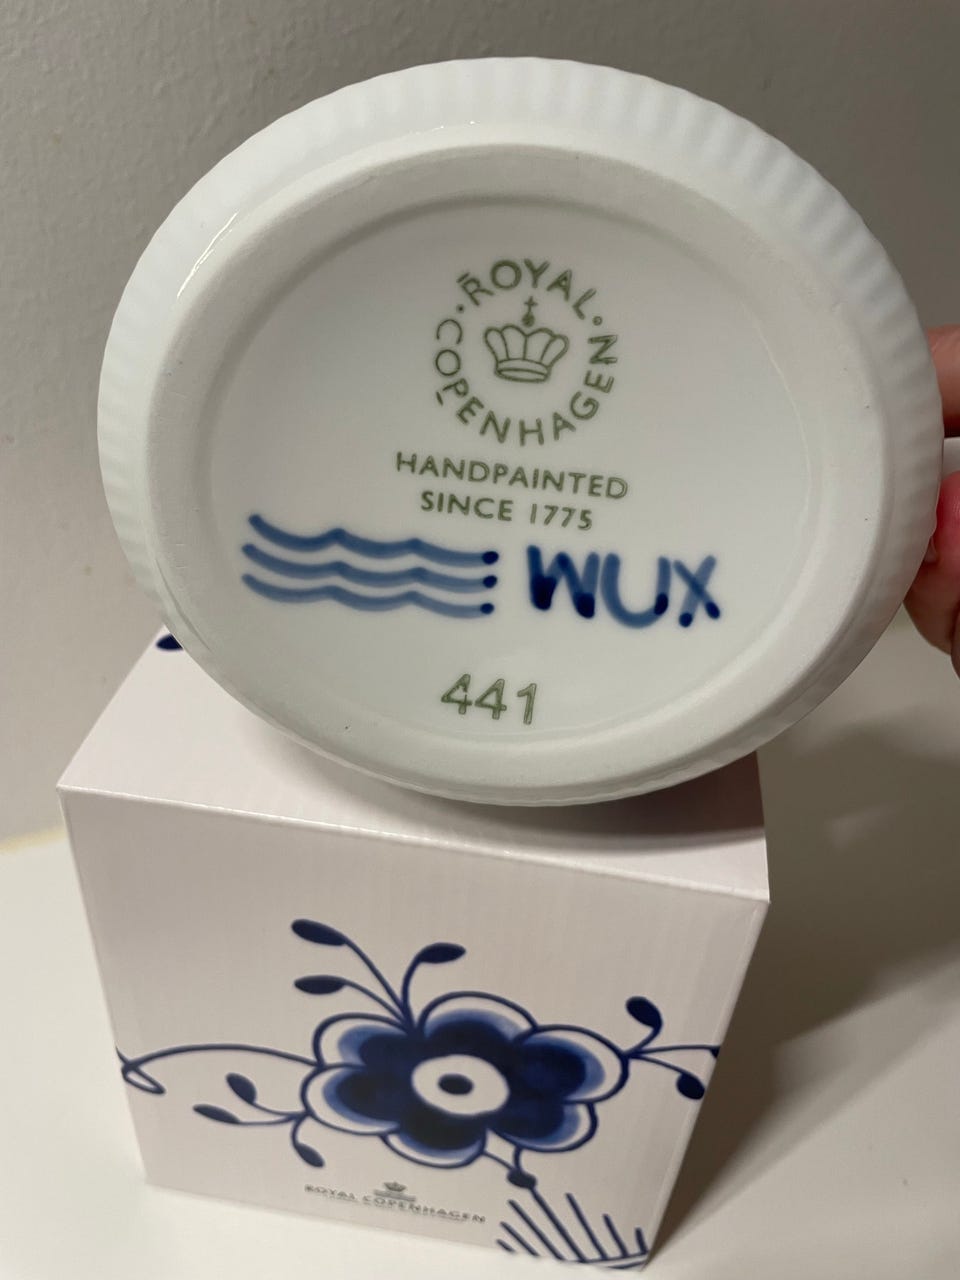 ROYAL COPENHAGEN
HANDPAINTED
SINCE 1775
WUX
441
ROYAL COPENHAGEN